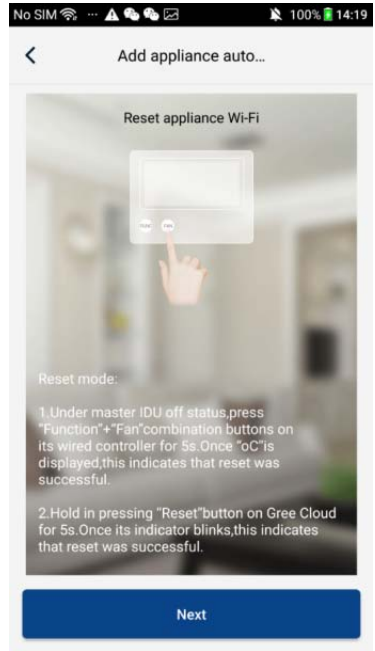 No SIM ... 100% 14:19
Add appliance auto...
Reset appliance Wi-Fi
Reset mode:
1.Under master IDU off status,press
"Function"+"Fan"combination buttons on
its wired controller for 5s.Once "oC"is
displayed,this indicates that reset was
successful.
2.Hold in pressing "Reset"button on Gree Cloud
for 5s.Once its indicator blinks,this indicates
that reset was successful.
Next